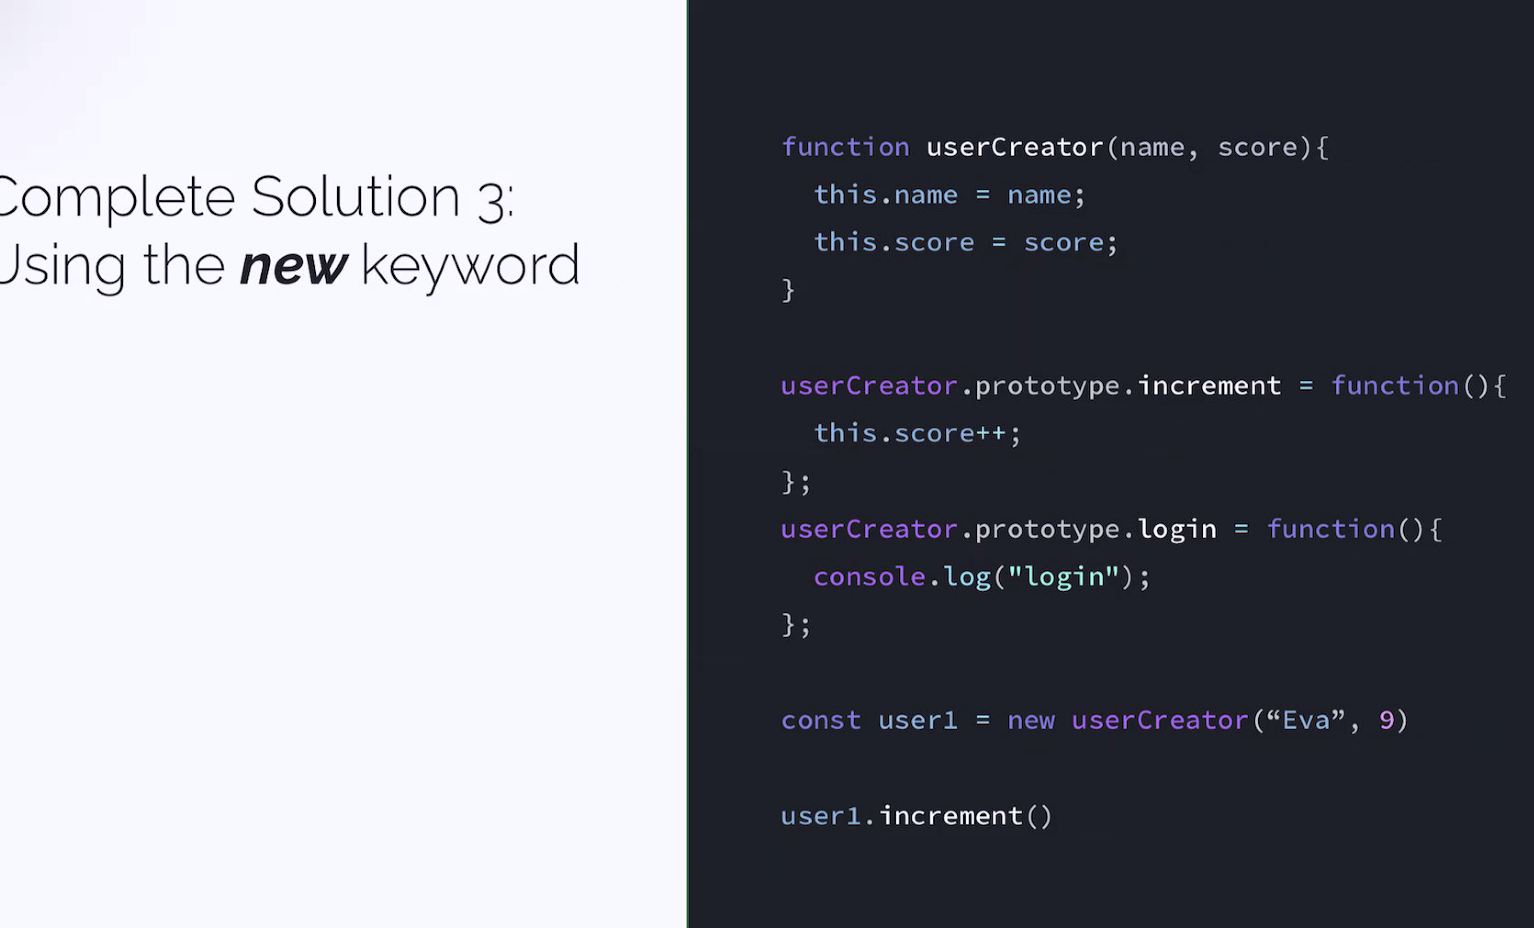 Complete Solution 3:
Using the new keyword
function userCreator(name, score){
this.name = name;
this.score = score;
}
userCreator.prototype.increment = function(){
this.score++;
};
userCreator.prototype.login = function(){
console.log("login");
};
const user1 = new userCreator(“Eva”, 9)
user1.increment()